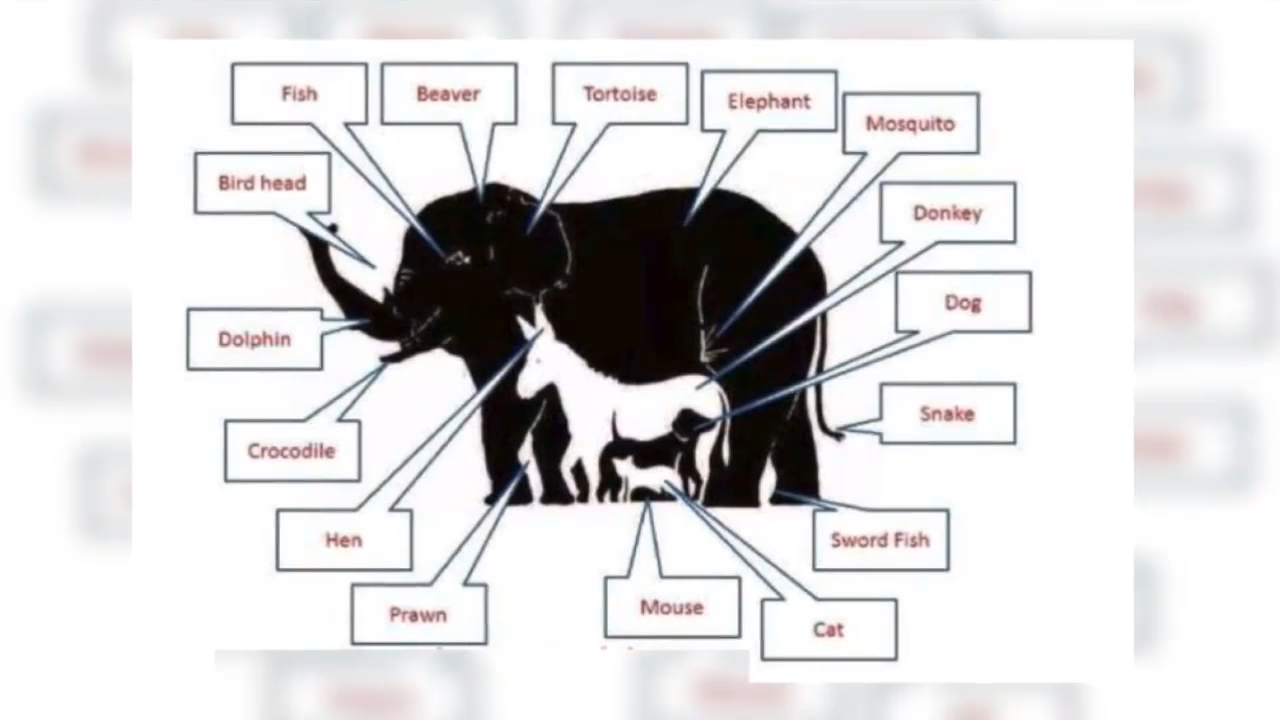 Fish
Beaver
Tortoise
Elephant
Mosquito
Bird head
Donkey
Dog
Dolphin
Snake
Crocodile
Hen
Sword Fish
Prawn
Mouse
Cat